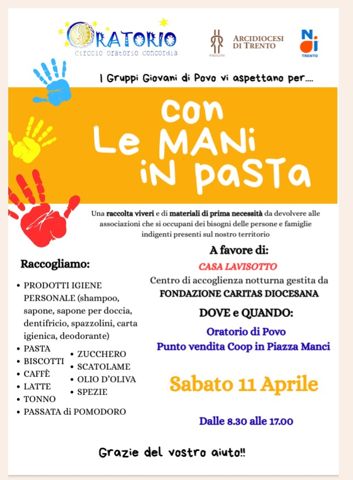 ORATORIO
circolo oratorio concordia
ARCIDIOCESI
DI TRENTO
NOI
TRENTO
I Gruppi Giovani di Povo vi aspettano per....
con
Le MANi
iN PaSTa
Una raccolta viveri e di materiali di prima necessità da devolvere alle
associazioni che si occupani dei bisogni delle persone e famiglie
indigenti presenti sul nostro territorio
Raccogliamo:
• PRODOTTI IGIENE
PERSONALE (shampoo,
sapone, sapone per doccia,
dentifricio, spazzolini, carta
igienica, deodorante)
• PASTA
• BISCOTTI
• CAFFÈ
• LATTE
• TONNO
• PASSATA di POMODORO
• ZUCCHERO
• SCATOLAME
• OLIO D'OLIVA
• SPEZIE
A favore di:
CASA LAVISOTTO
Centro di accoglienza notturna gestita da
FONDAZIONE CARITAS DIOCESANA
DOVE e QUANDO:
Oratorio di Povo
Punto vendita Coop in Piazza Manci
Sabato 11 Aprile
Dalle 8.30 alle 17.00
Grazie del vostro aiuto!!